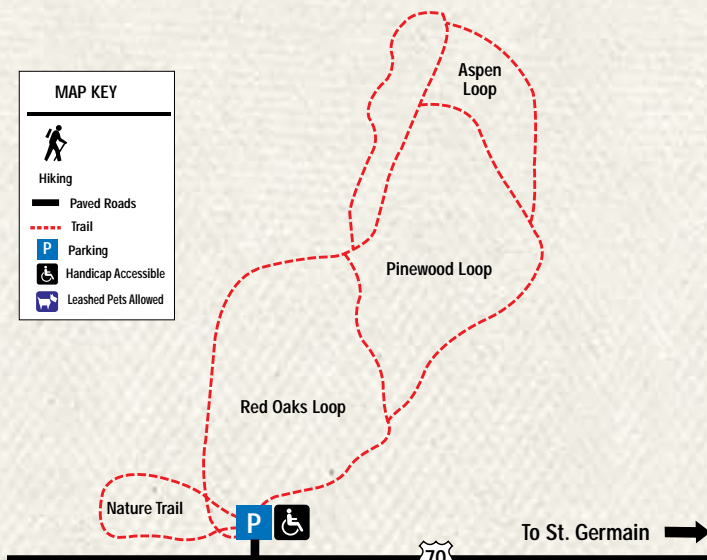 MAP KEY
Hiking
Paved Roads
Trail
P
Parking
Handicap Accessible
Leashed Pets Allowed
Aspen
Loop
Pinewood Loop
Red Oaks Loop
Nature Trail
P
To St. Germain
70